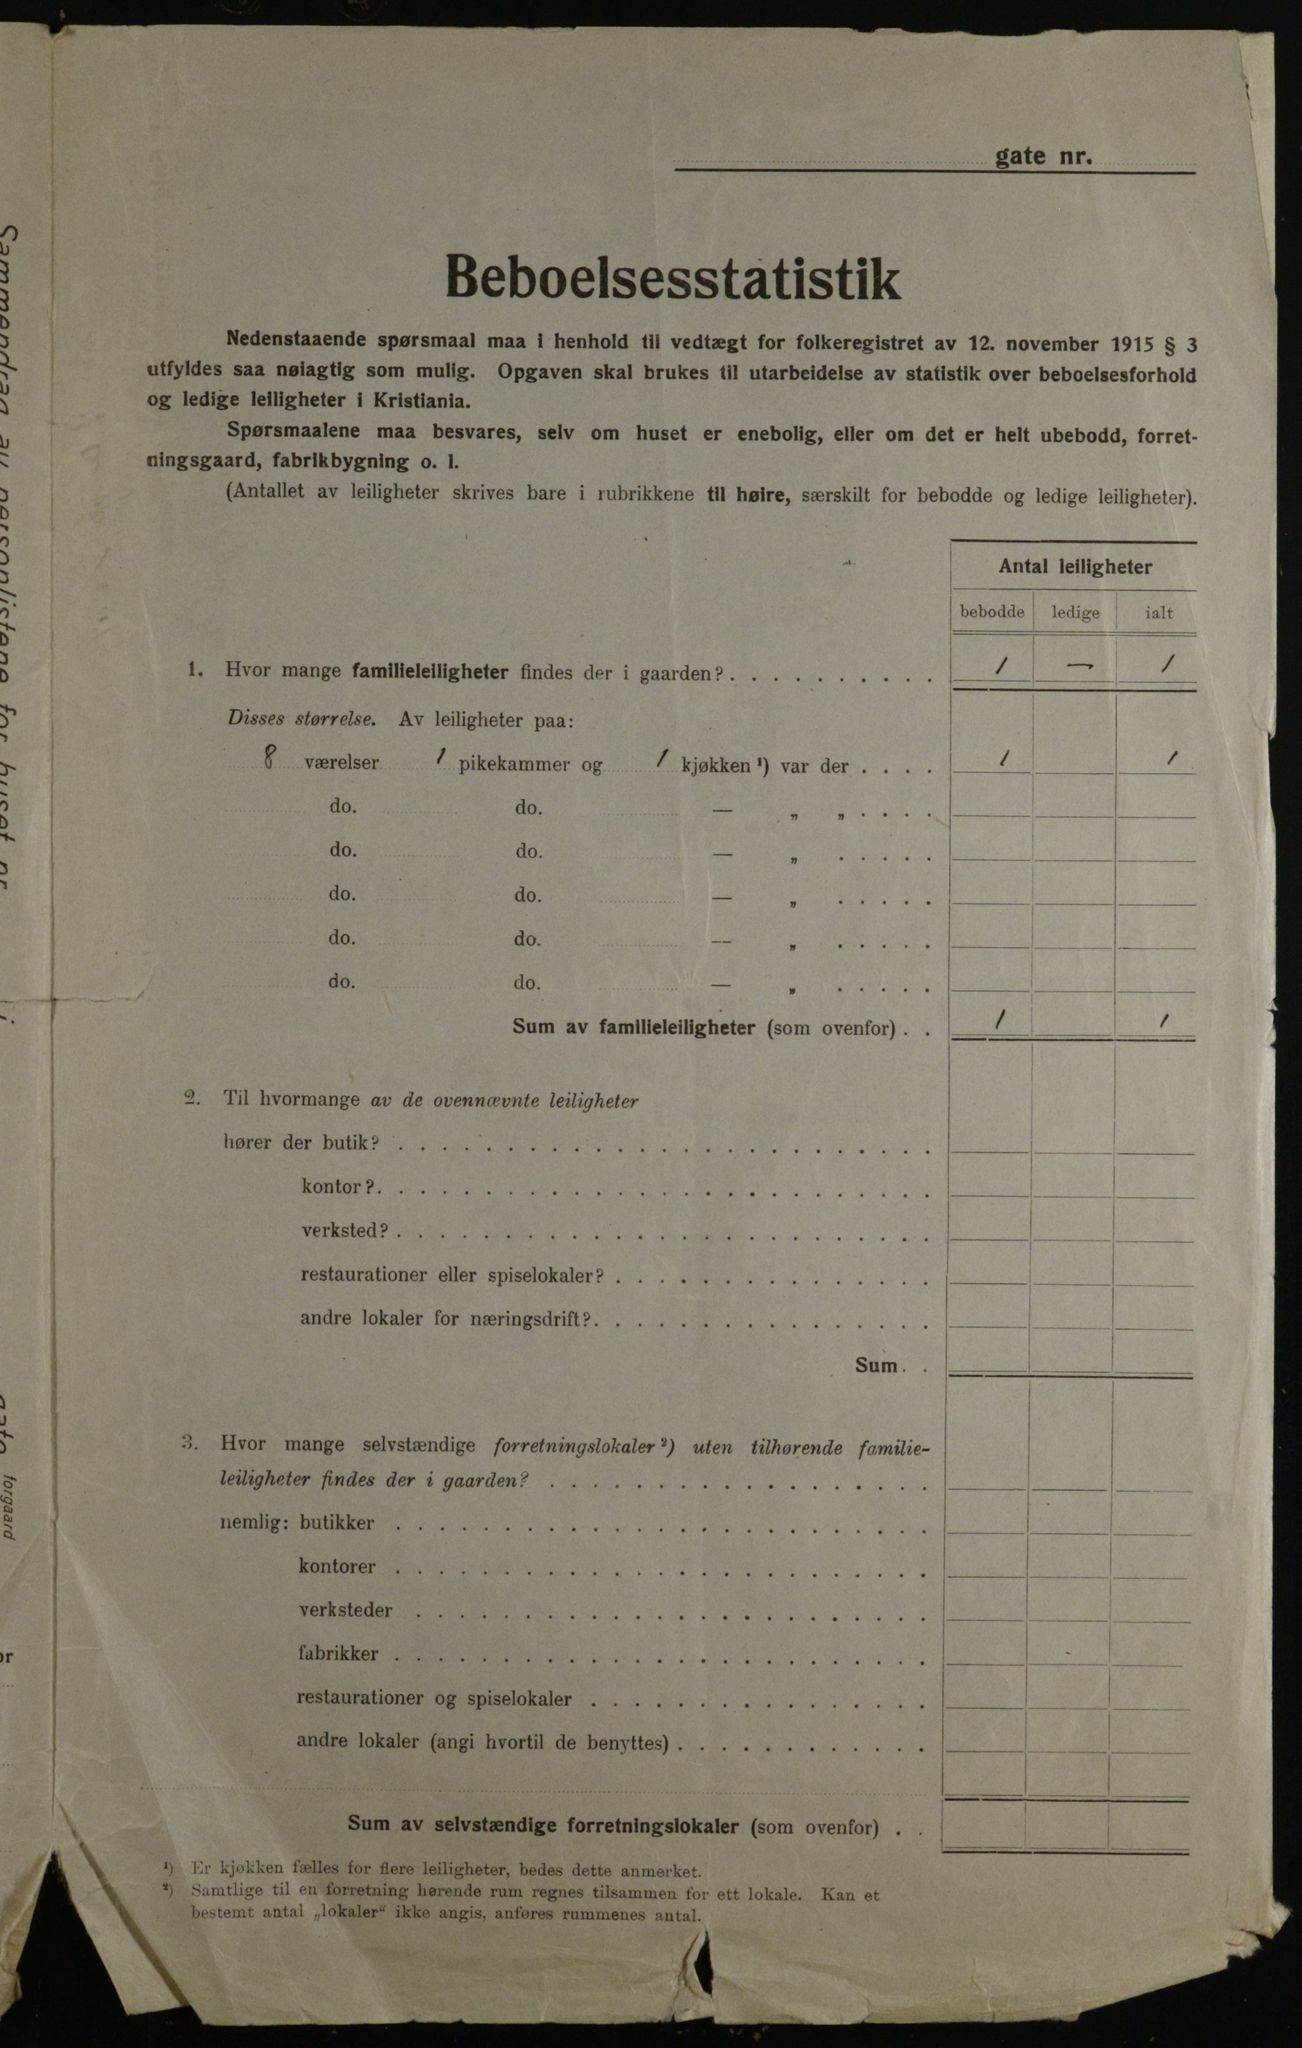 gate nr.
Beboelsesstatistik
Nedenstaaende spørsmaal maa i henhold til vedtægt for folkeregistret av 12. november 1915 § 3
utfyldes saa nøiagtig som mulig. Opgaven skal brukes til utarbeidelse av statistik over beboelsesforhold
og ledige leiligheter i Kristiania.
Spørsmaalene maa besvares, selv om huset er enebolig, eller om det er helt ubebodd, forret-
ningsgaard, fabrikbygning o. l.
(Antallet av leiligheter skrives bare i rubrikkene til høire, særskilt for bebodde og ledige leiligheter).
Antal leiligheter
bebodde ledige ialt
1. Hvor mange familieleiligheter findes der i gaarden? . . . . . . . . . . 1 — 1
Disses størrelse. Av leiligheter paa:
8 værelser 1 pikekammer og 1 kjøkken ¹) var der . . . . 1 1
do. do. — „ „ . . . .
do. do. — „ . . . . .
do. do. — „ . . . . .
do. do. — „ . . . . .
do. do. — „ . . . . .
Sum av familieleiligheter (som ovenfor) . . 1 1
2. Til hvormange av de ovennævnte leiligheter
hører der butik? . . . . . . . . . . . . . . . . . . . .
kontor? . . . . . . . . . . . . . . . . . . . . .
verksted? . . . . . . . . . . . . . . . . . . . .
restaurationer eller spiselokaler? . . . . . . . . . . . .
andre lokaler for næringsdrift? . . . . . . . . . . . . .
Sum . .
3. Hvor mange selvstændige forretningslokaler ²) uten tilhørende familie-
leiligheter findes der i gaarden? . . . . . . . . . . . . . . .
nemlig: butikker . . . . . . . . . . . . . . . . . . . .
kontorer . . . . . . . . . . . . . . . . . . . .
verksteder . . . . . . . . . . . . . . . . . . .
fabrikker . . . . . . . . . . . . . . . . . . . .
restaurationer og spiselokaler . . . . . . . . . . . . .
andre lokaler (angi hvortil de benyttes) . . . . . . . . . .
Sum av selvstændige forretningslokaler (som ovenfor) . .
¹) Er kjøkken fælles for flere leiligheter, bedes dette anmerket.
²) Samtlige til en forretning hørende rum regnes tilsammen for ett lokale. Kan et
bestemt antal „lokaler“ ikke angis, anføres rummenes antal.
Sammendrag av personlistene for huset nr.
i
gate
forgaard
or